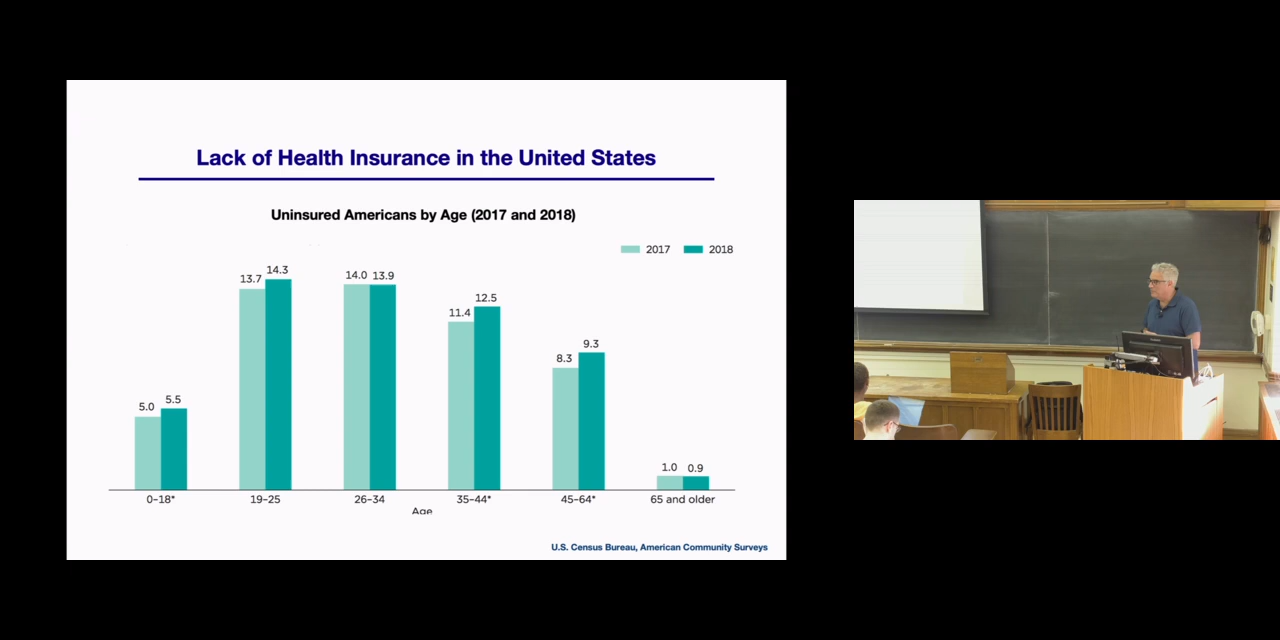 Lack of Health Insurance in the United States
Uninsured Americans by Age (2017 and 2018)
2017 2018
13.7 14.3 14.0 13.9 11.4 12.5 8.3 9.3 5.0 5.5 1.0 0.9
0–18* 19–25 26–34 35–44* 45–64* 65 and older
Age
U.S. Census Bureau, American Community Surveys